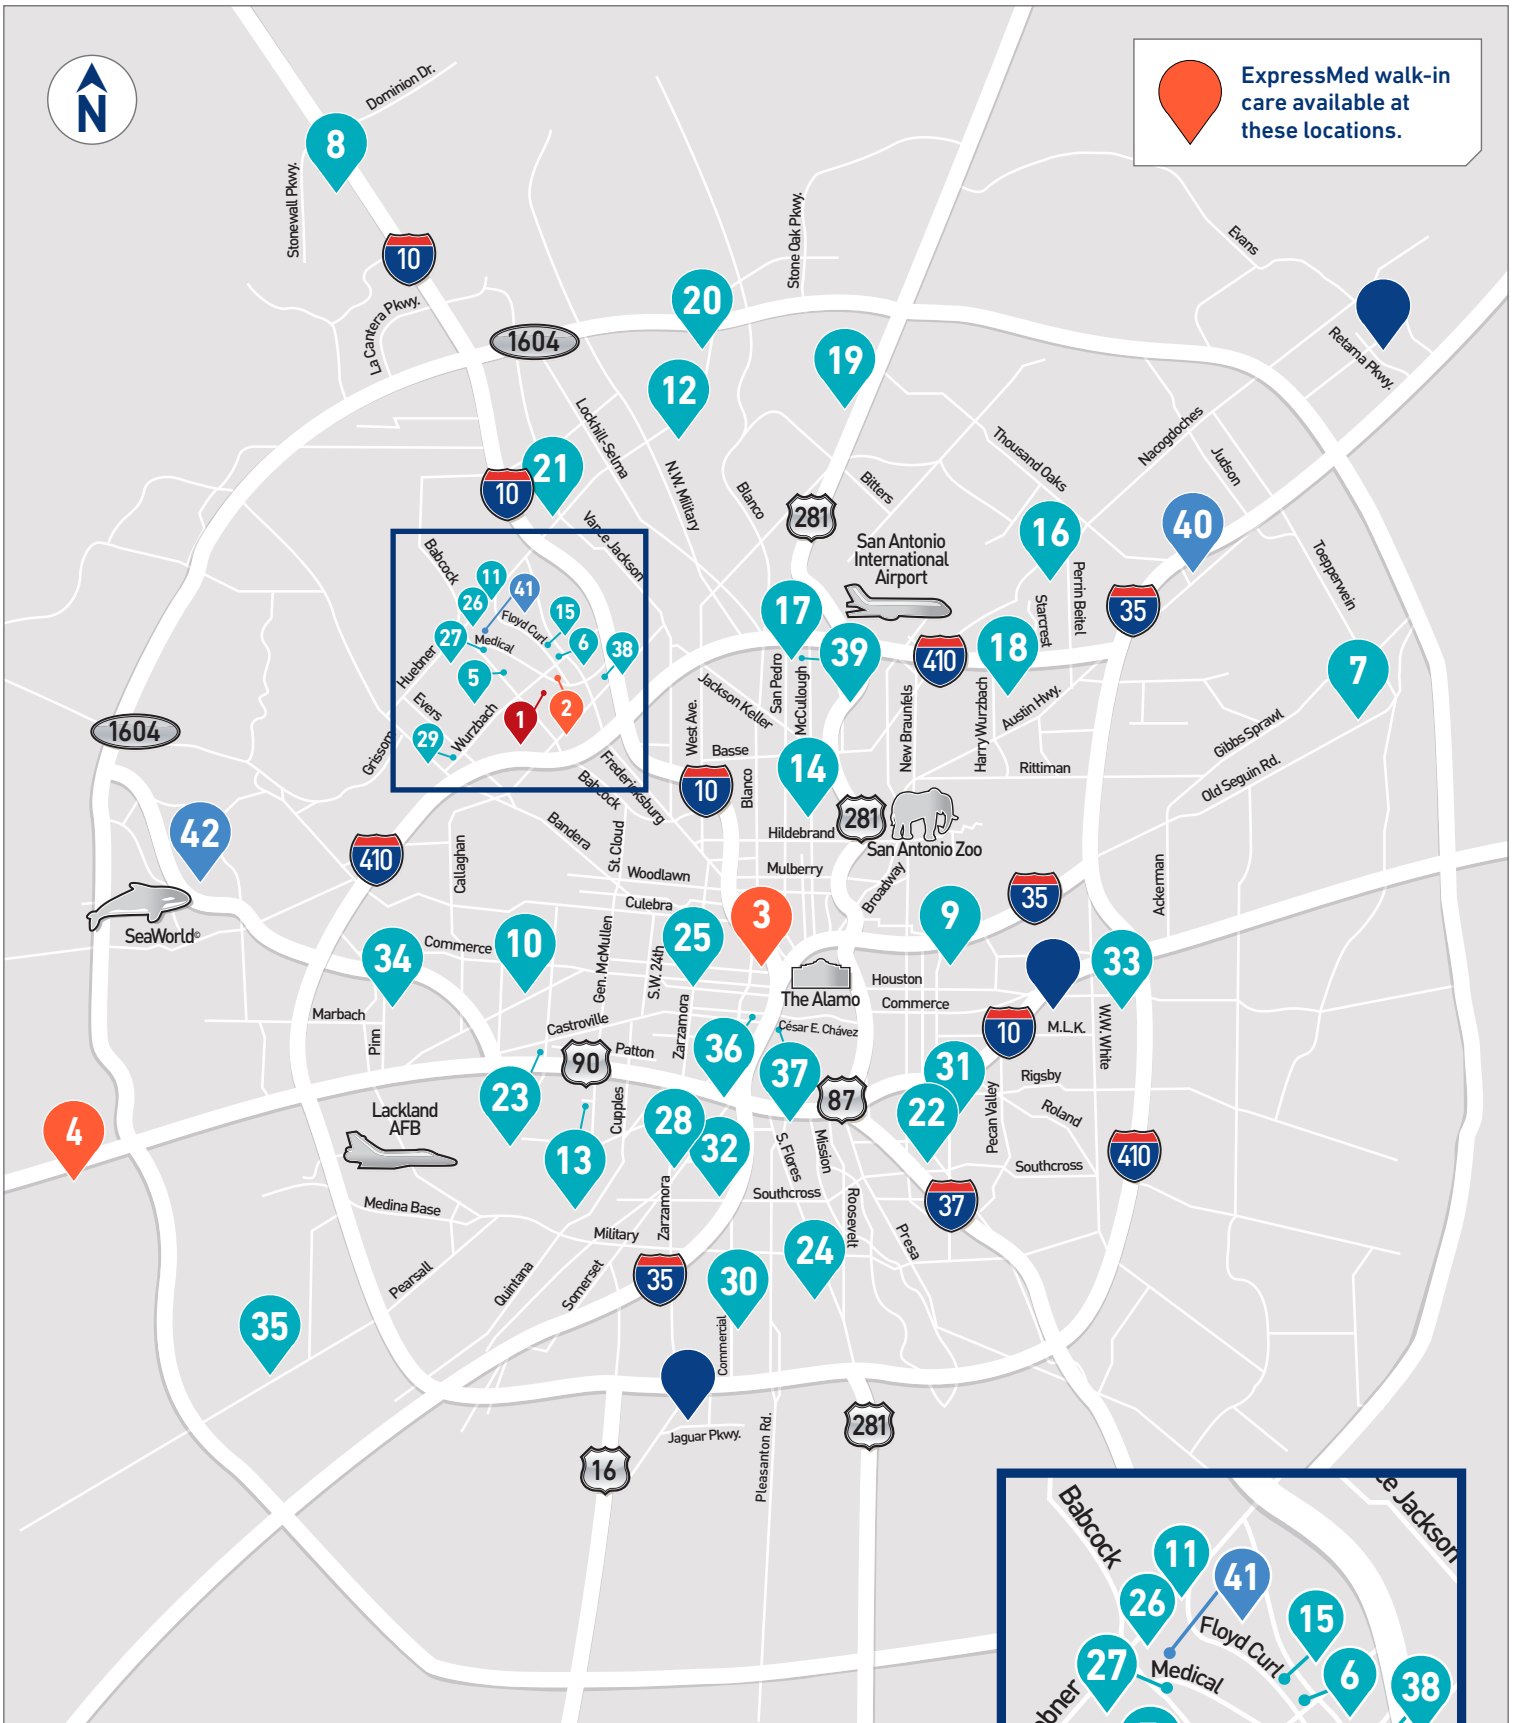 N
ExpressMed walk-in
care available at
these locations.
Dominion Dr.
8
Stonewall Pkwy.
10
La Cantera Pkwy.
1604
20
Stone Oak Pkwy.
19
12
Evans
Retama Pkwy.
Lockhill-Selma
N.W. Military
Blanco
Bitters
Thousand Oaks
Nacogdoches
Judson
Toepperwein
21
10
Vance Jackson
281
San Antonio
International
Airport
16
40
Perrin Beitel
Starcrest
35
Babcock
11
41
26
Floyd Curl
15
27
Medical
6
38
Huebner
5
Evers
Wurzbach
1
2
29
Grissom
17
39
410
18
7
San Pedro
McCullough
Jackson Keller
West Ave.
Basse
Blanco
New Braunfels
Harry Wurzbach
Austin Hwy.
Rittiman
Gibbs Sprawl
Old Seguin Rd.
1604
Fredericksburg
Babcock
10
14
281
Hildebrand
San Antonio Zoo
Bandera
St. Cloud
42
410
Callaghan
Woodlawn
Mulberry
Culebra
Broadway
35
Ackerman
SeaWorld©
34
Commerce
10
Gen. McMullen
S.W. 24th
25
3
9
33
The Alamo
Houston
Commerce
Marbach
Pinn
Castroville
Zarzamora
César E. Chávez
10
M.L.K.
W.W. White
90
Patton
36
37
87
31
22
Rigsby
Pecan Valley
Roland
23
Cupples
28
32
Lackland
AFB
4
13
S. Flores
Mission
Southcross
410
Medina Base
Zarzamora
Southcross
Roosevelt
37
Military
24
Presa
Pearsall
Quintana
Somerset
35
30
35
Commercial
Jaguar Pkwy.
Pleasanton Rd.
281
16
Babcock
ce Jackson
11
41
26
Floyd Curl
15
27
Medical
6
38
ebner